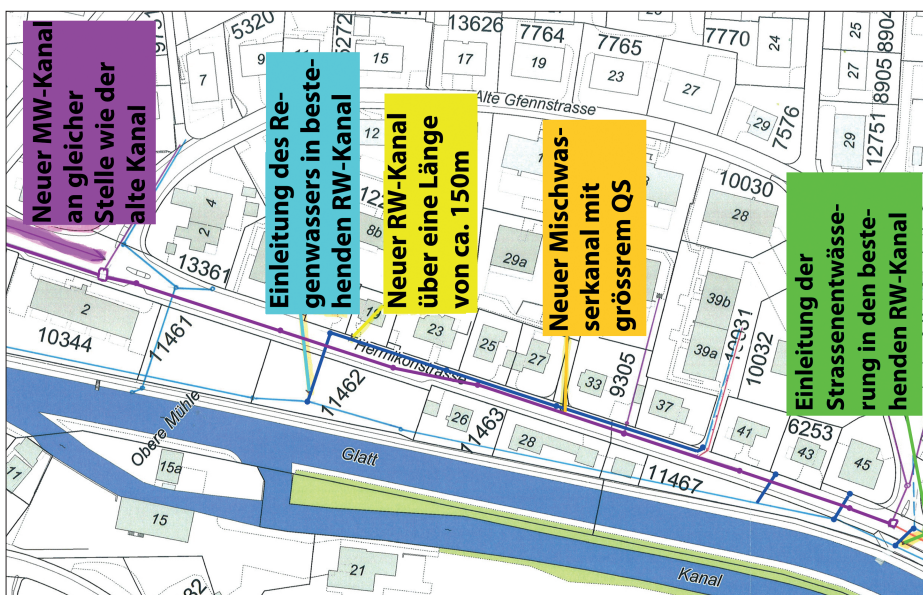 Neuer MW-Kanal
an gleicher
Stelle wie der
alte Kanal
Einleitung des Re-
genwassers in beste-
henden RW-Kanal
Neuer RW-Kanal
über eine Länge
von ca. 150m
Neuer Mischwas-
serkanal mit
grössrem QS
Einleitung der
Strassenentwässe-
rung in den beste-
henden RW-Kanal
5320
13626
7764
7765
7770
8904
8905
12751
7576
10030
7
9
15
17
19
23
27
24
25
27
29
29
28
Alte Gfennstrasse
12
4
2
8b
29a
13361
2
10344
11461
11462
Hermikonstrasse
23
25
27
33
9305
37
39b
39a
10931
10032
41
6253
43
45
26
11463
28
11467
Obere Mühle
Glatt
Kanal
11
15a
15
21